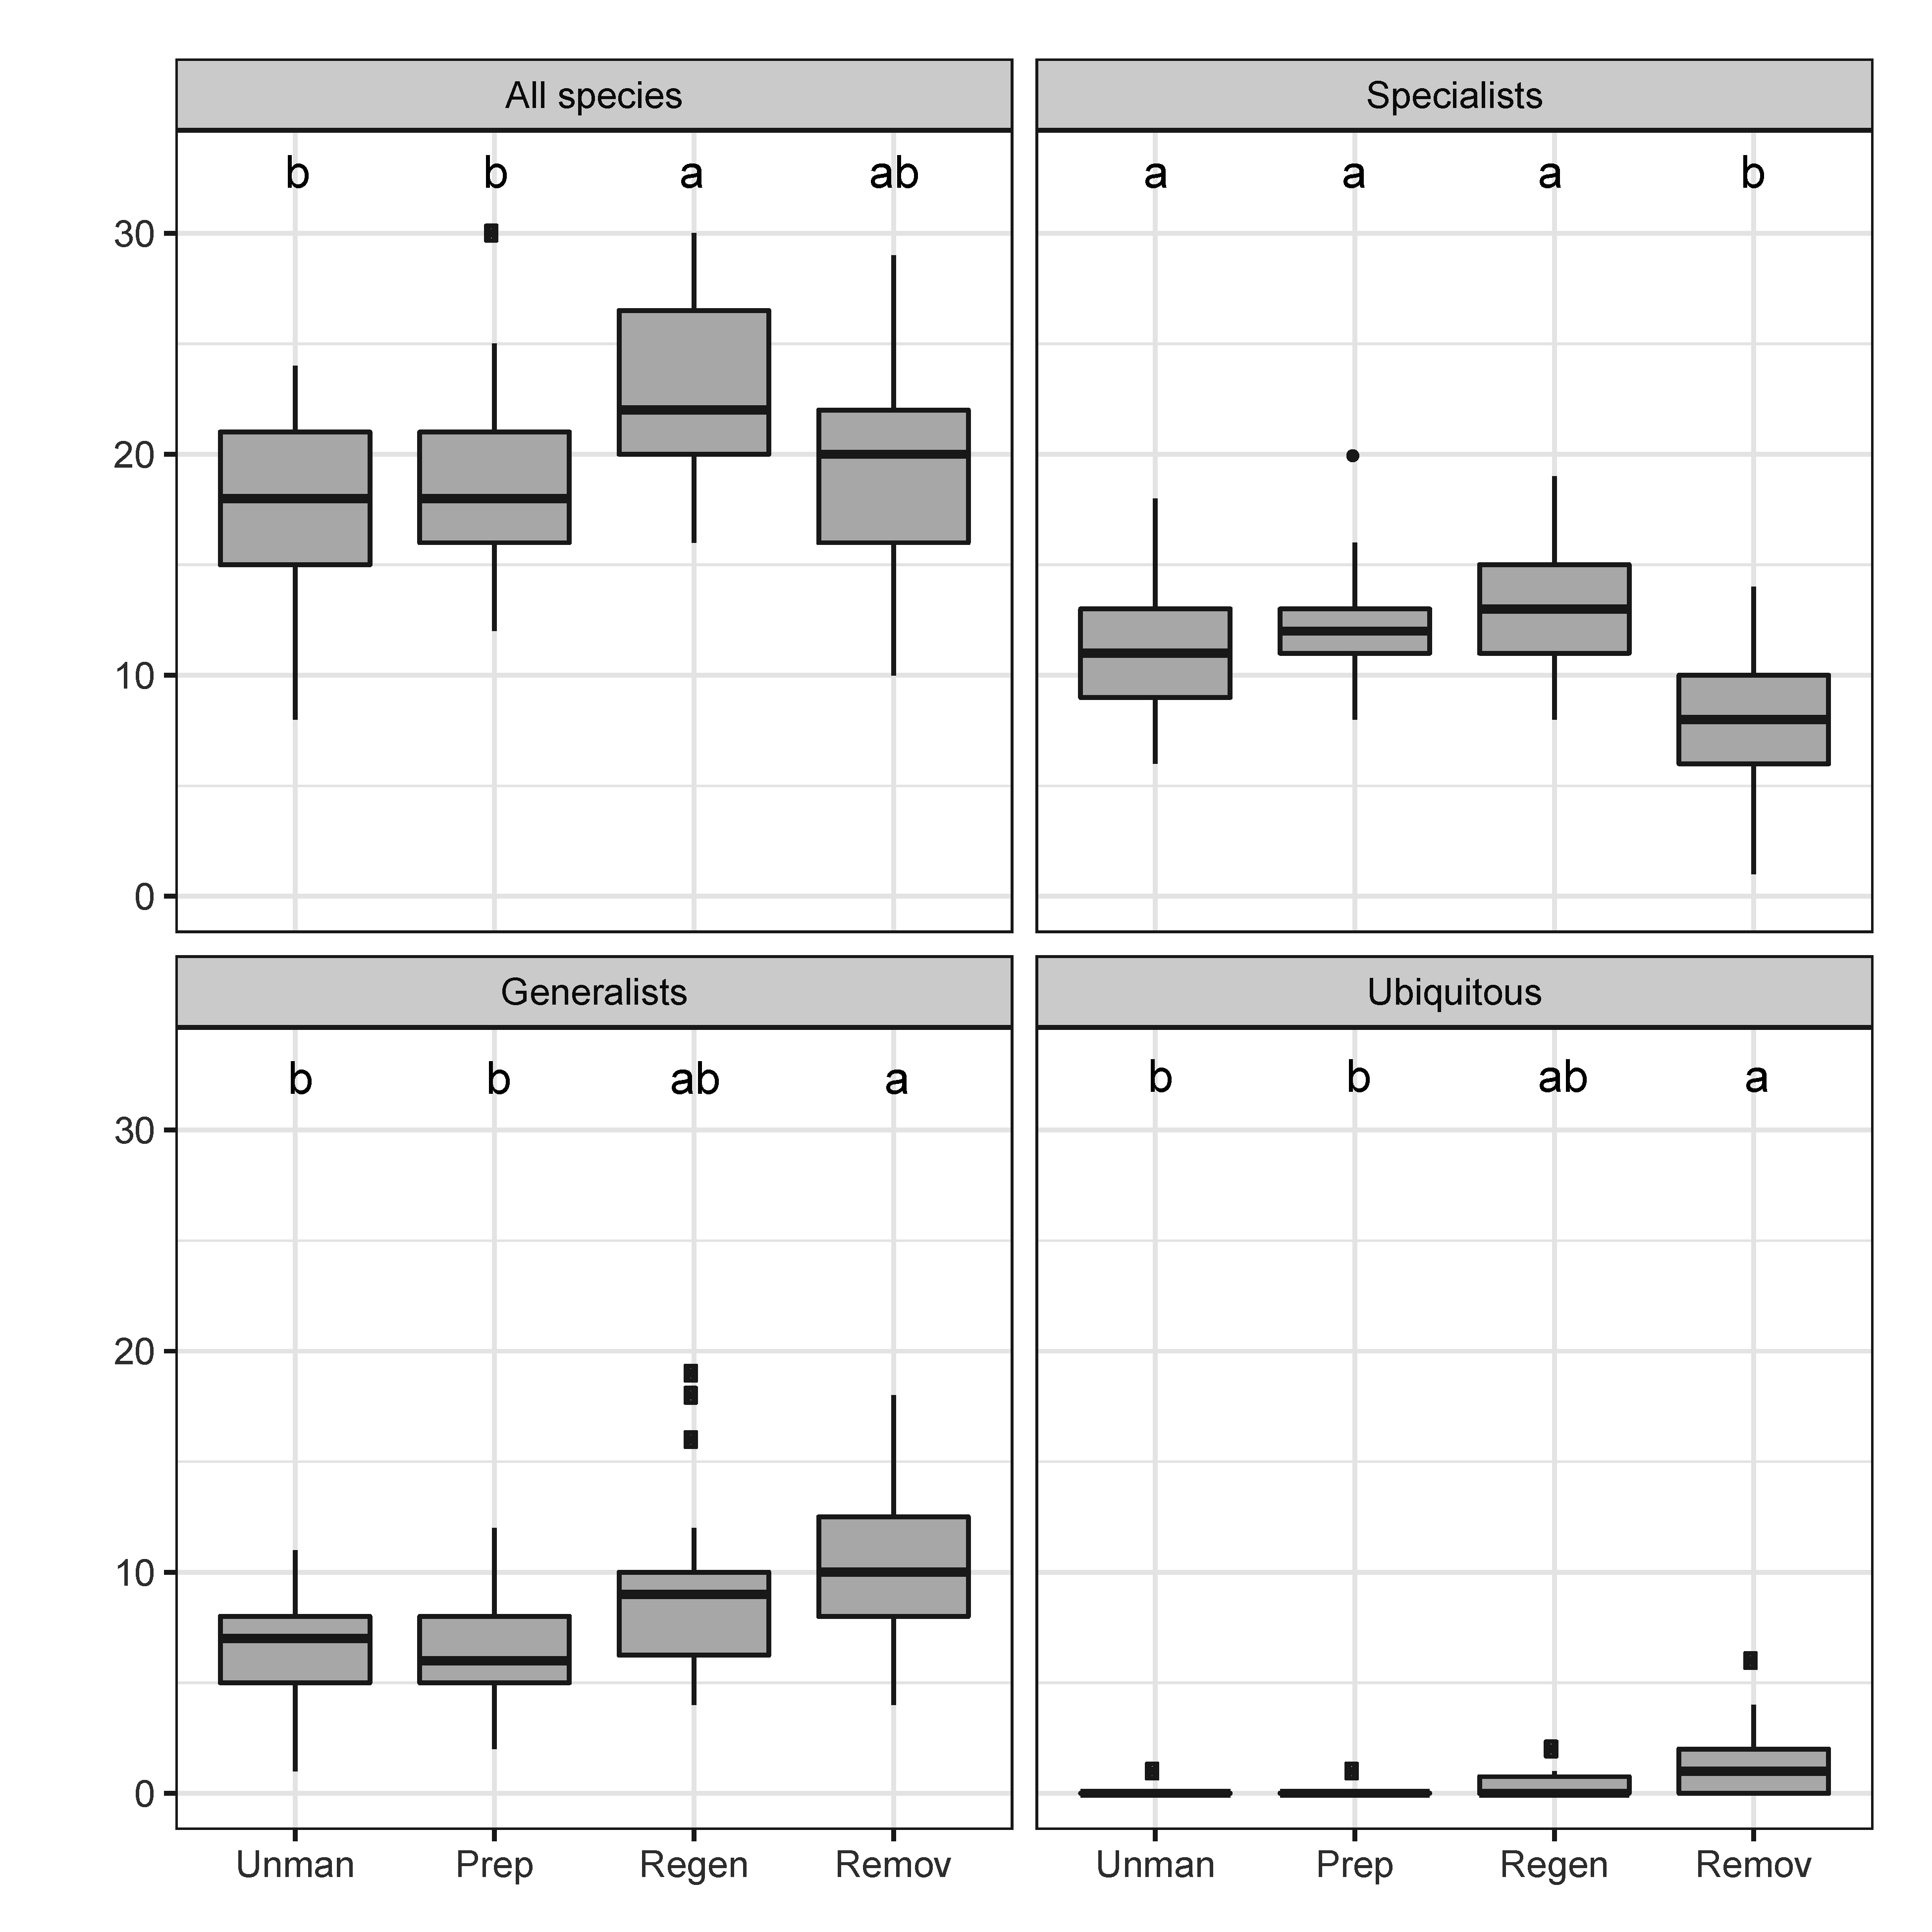 All species
Specialists
b b a ab
a a a b
30
20
10
0
Generalists
Ubiquitous
b b ab a
b b ab a
30
20
10
0
Unman Prep Regen Remov
Unman Prep Regen Remov